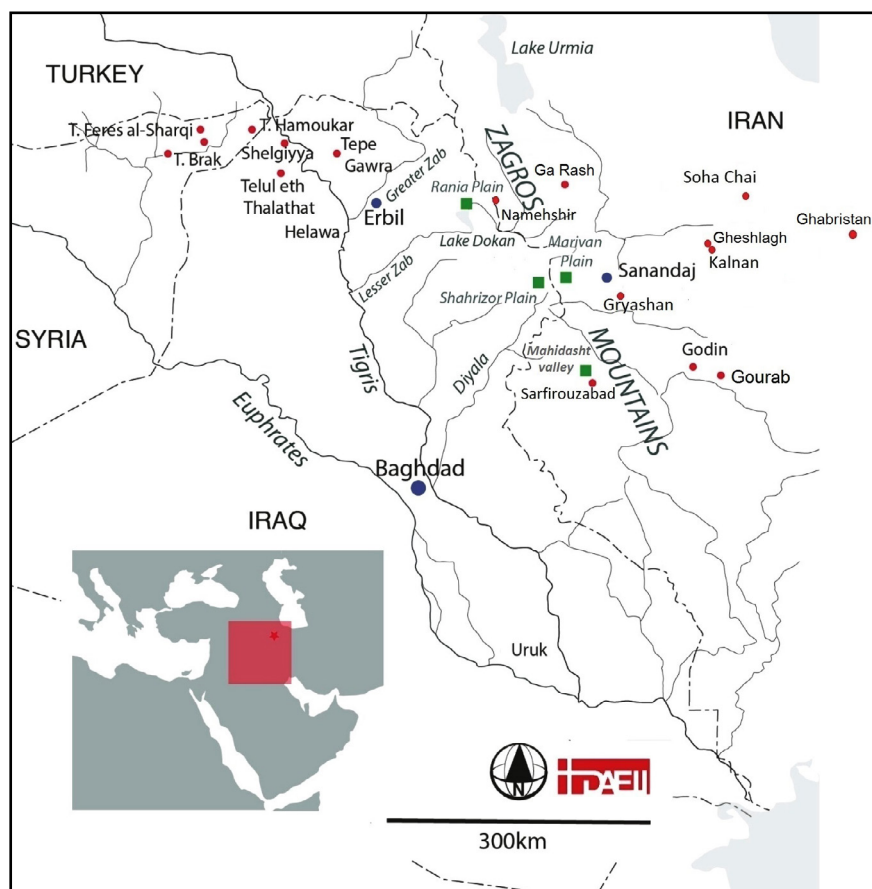 Lake Urmia
TURKEY
IRAN
ZAGROS
T. Feres al-Sharqi
T. Hamoukar
T. Brak
Shelgiyya
Tepe
Gawra
Ga Rash
Soha Chai
Telul eth
Thalathat
Greater Zab
Rania Plain
Erbil
Namehshir
Ghabristan
Helawa
Lake Dokan
Marivan
Plain
Gheshlagh
Kalnan
Lesser Zab
Shahrizor Plain
Sanandaj
Gryashan
SYRIA
Tigris
Diyala
Mahidasht
valley
MOUNTAINS
Godin
Gourab
Sarfirouzabad
Euphrates
Baghdad
IRAQ
Uruk
N
300km